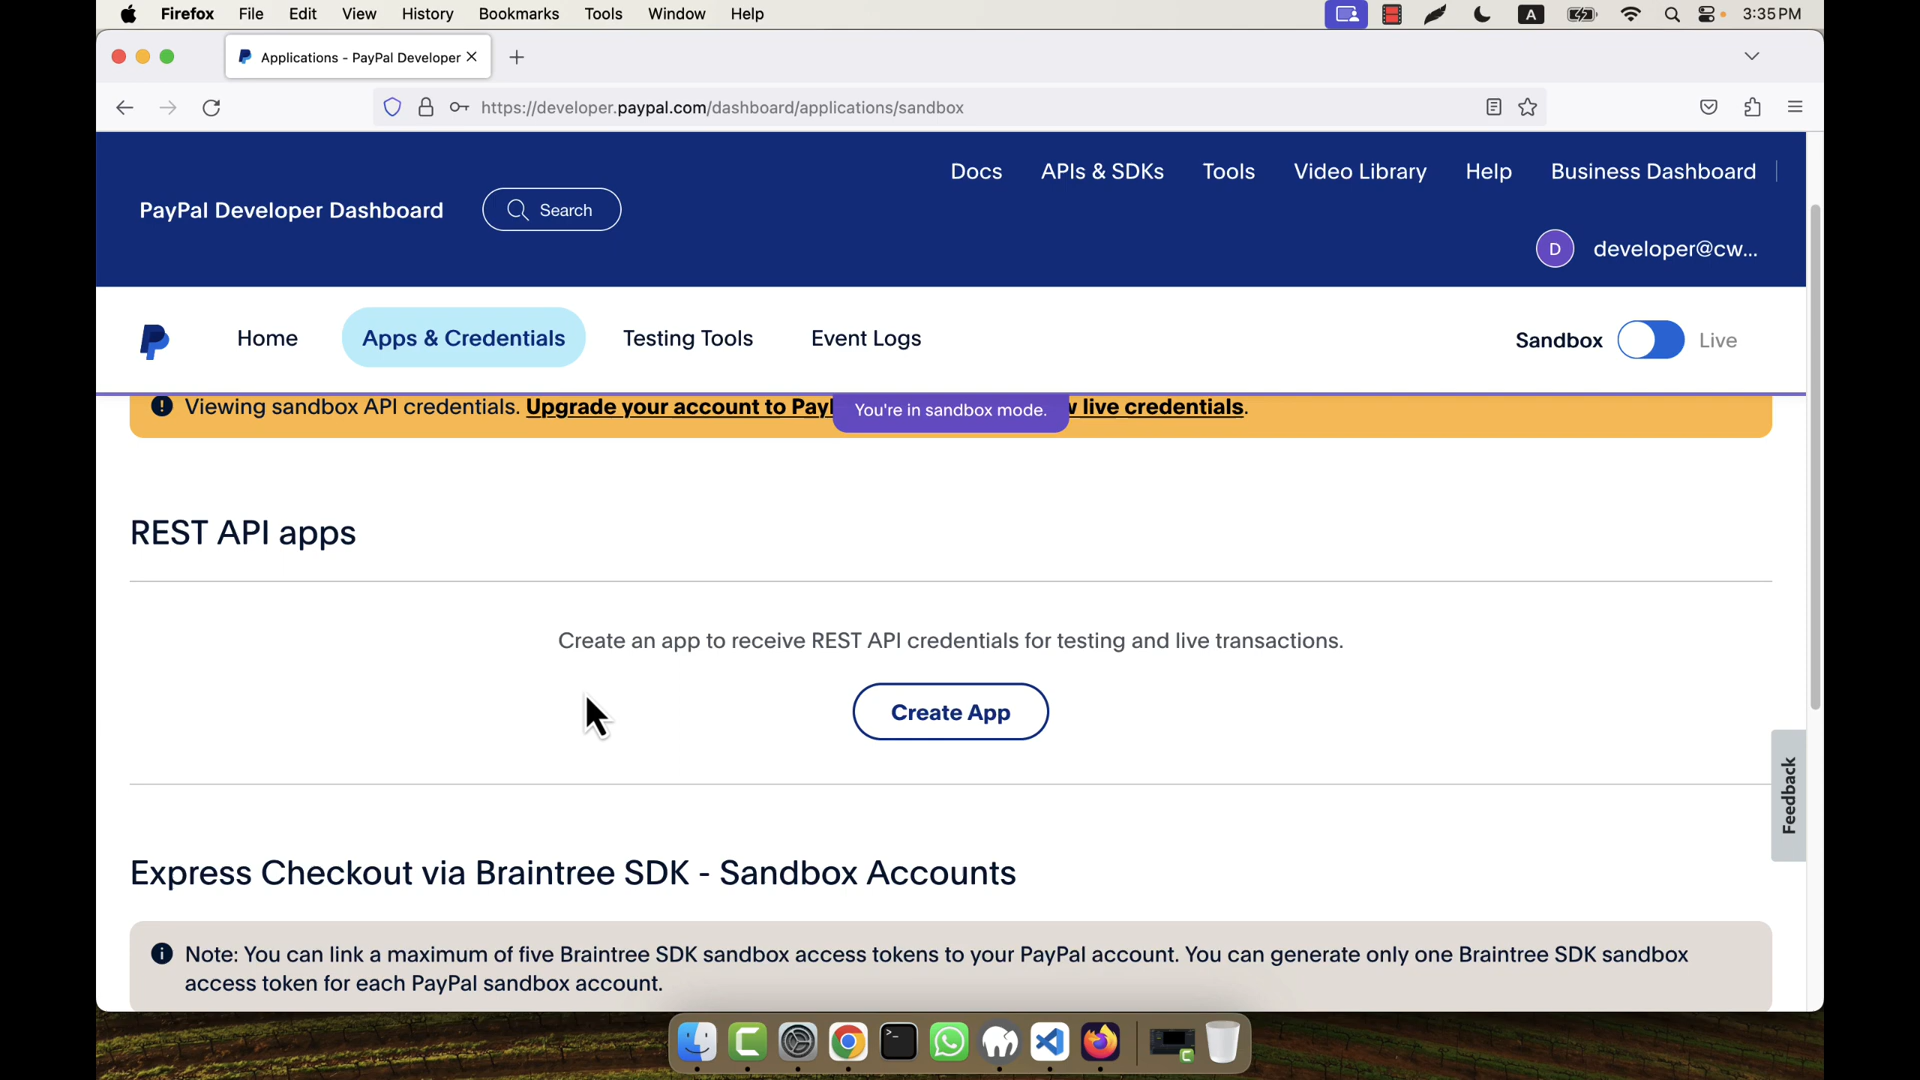 Firefox File Edit View History Bookmarks Tools Window Help A 3:35 PM
Applications - PayPal Developer
https://developer.paypal.com/dashboard/applications/sandbox
Docs APIs & SDKs Tools Video Library Help Business Dashboard
PayPal Developer Dashboard Search
D developer@cw...
Home Apps & Credentials Testing Tools Event Logs Sandbox Live
Viewing sandbox API credentials. Upgrade your account to live credentials.
You're in sandbox mode.
REST API apps
Create an app to receive REST API credentials for testing and live transactions.
Create App
Feedback
Express Checkout via Braintree SDK - Sandbox Accounts
Note: You can link a maximum of five Braintree SDK sandbox access tokens to your PayPal account. You can generate only one Braintree SDK sandbox
access token for each PayPal sandbox account.